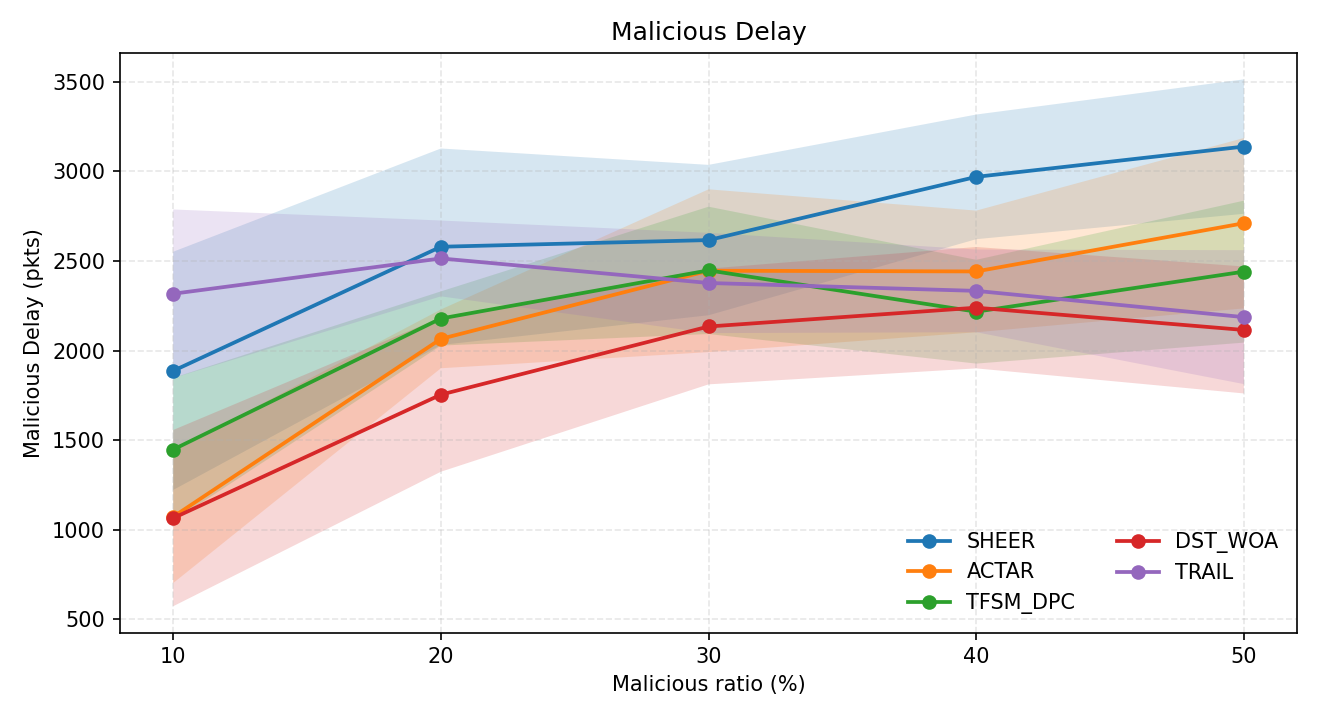 Malicious Delay
Malicious Delay (pkts)
3500
3000
2500
2000
1500
1000
500
10 20 30 40 50
Malicious ratio (%)
SHEER
ACTAR
TFSM_DPC
DST_WOA
TRAIL